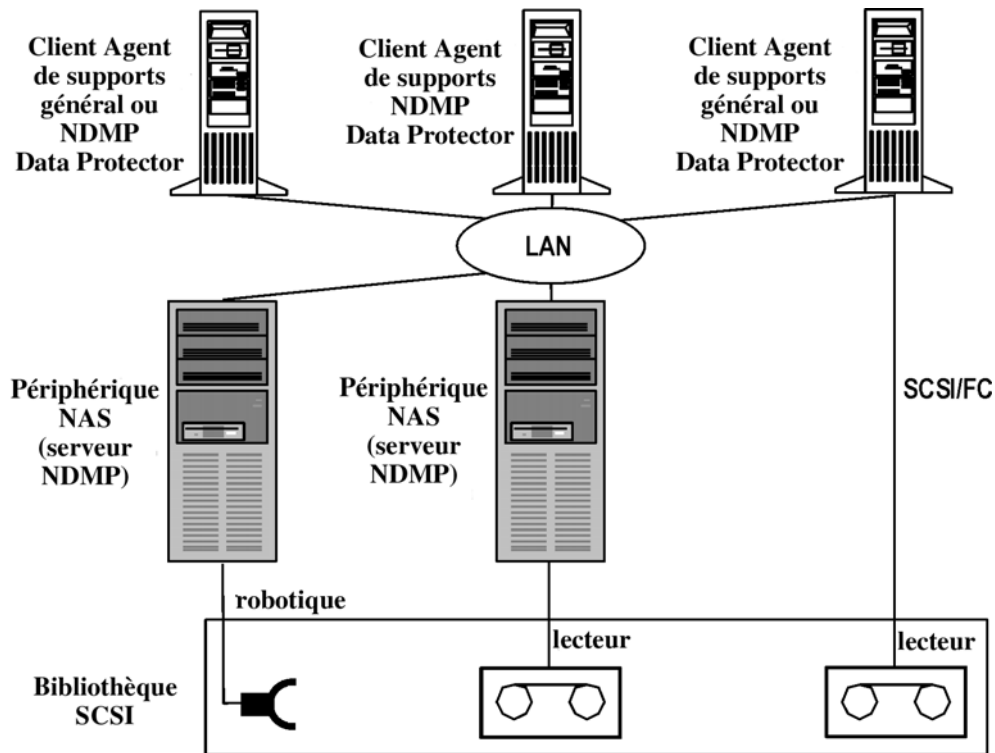 Client Agent
de supports
général ou
NDMP
Data Protector
Client Agent
de supports
NDMP
Data Protector
Client Agent
de supports
général ou
NDMP
Data Protector
LAN
Périphérique
NAS
(serveur
NDMP)
Périphérique
NAS
(serveur
NDMP)
SCSI/FC
robotique
lecteur
lecteur
Bibliothèque
SCSI